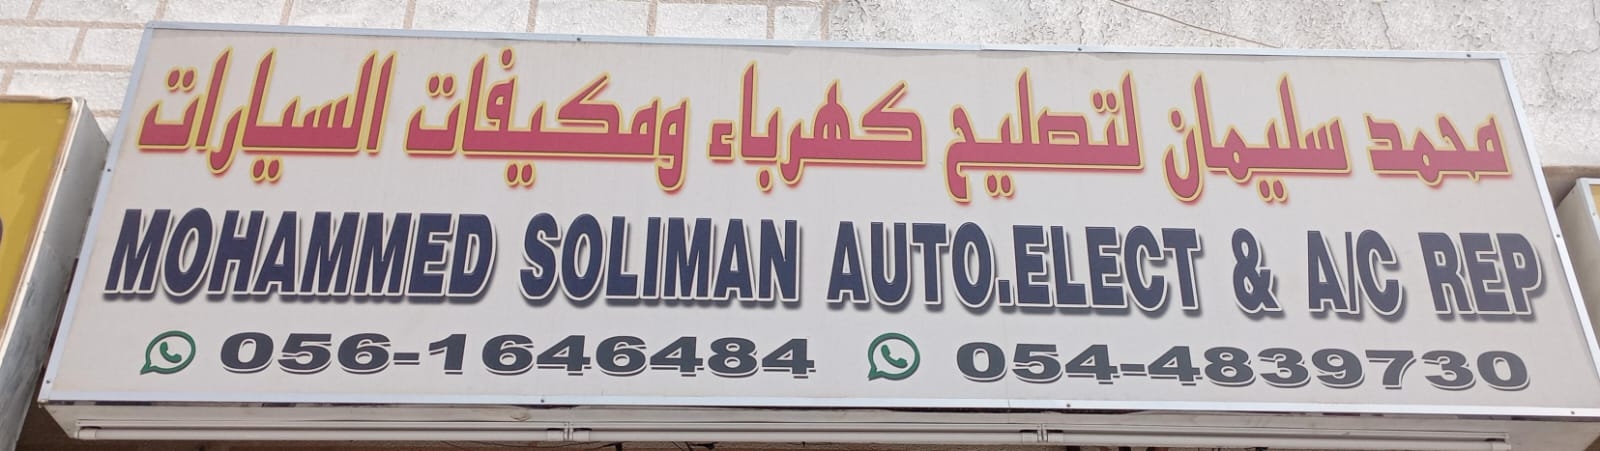 محمد سليمان لتصليح كهرباء ومكيفات السيارات
MOHAMMED SOLIMAN AUTO.ELECT & A/C REP
056-1646484 054-4839730